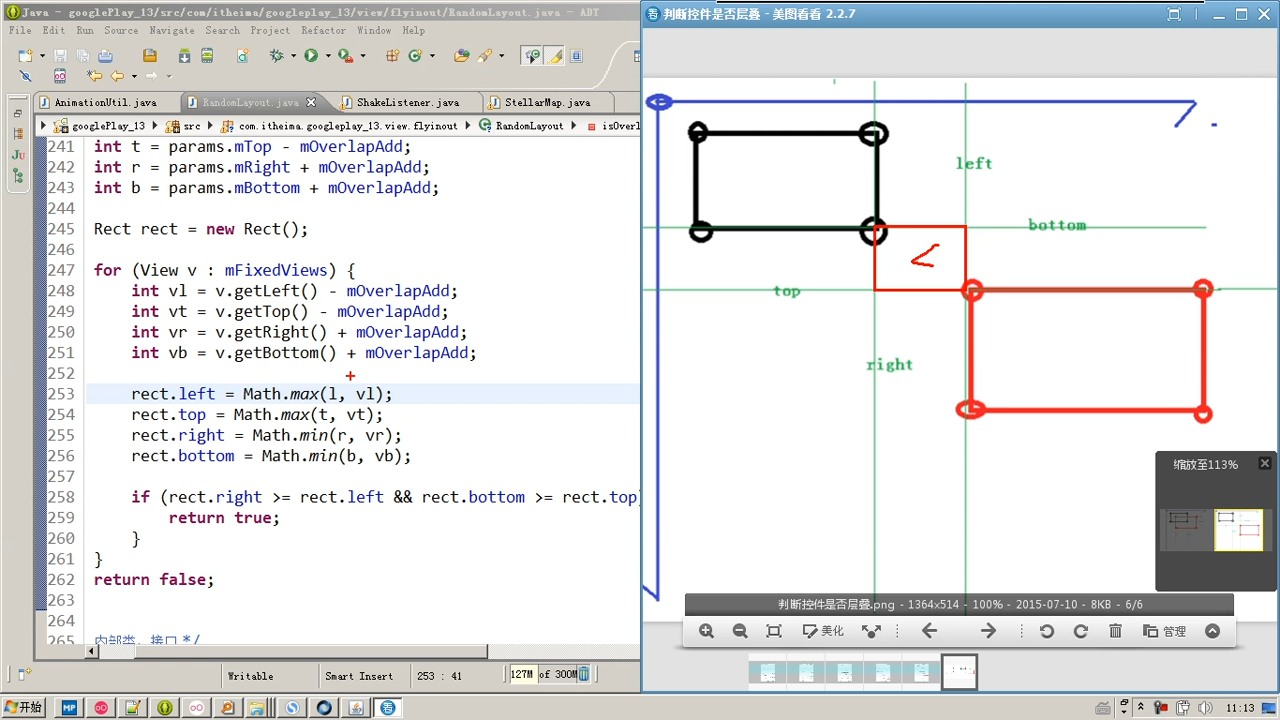 Java - googlePlay_13/src/com/itheima/googleplay_13/view/flyinout/RandomLayout.java - ADT
File Edit Run Source Navigate Search Project Refactor Window Help
AnimationUtil.java RandomLayout.java ShakeListener.java StellarMap.java
googlePlay_13 src com.itheima.googleplay_13.view.flyinout RandomLayout isOverl
241 int t = params.mTop - mOverlapAdd;
242 int r = params.mRight + mOverlapAdd;
243 int b = params.mBottom + mOverlapAdd;
244
245 Rect rect = new Rect();
246
247 for (View v : mFixedViews) {
248 int vl = v.getLeft() - mOverlapAdd;
249 int vt = v.getTop() - mOverlapAdd;
250 int vr = v.getRight() + mOverlapAdd;
251 int vb = v.getBottom() + mOverlapAdd;
252
253 rect.left = Math.max(l, vl);
254 rect.top = Math.max(t, vt);
255 rect.right = Math.min(r, vr);
256 rect.bottom = Math.min(b, vb);
257
258 if (rect.right >= rect.left && rect.bottom >= rect.top
259 return true;
260 }
261 }
262 return false;
263
264
265 内部类、接口 */
Writable Smart Insert 253 : 41 127M of 300M
判断控件是否层叠 - 美图看看 2.2.7
left
bottom
<
top
right
缩放至113%
判断控件是否层叠.png - 1364x514 - 100% - 2015-07-10 - 8KB - 6/6
美化 管理
开始 MP 11:13